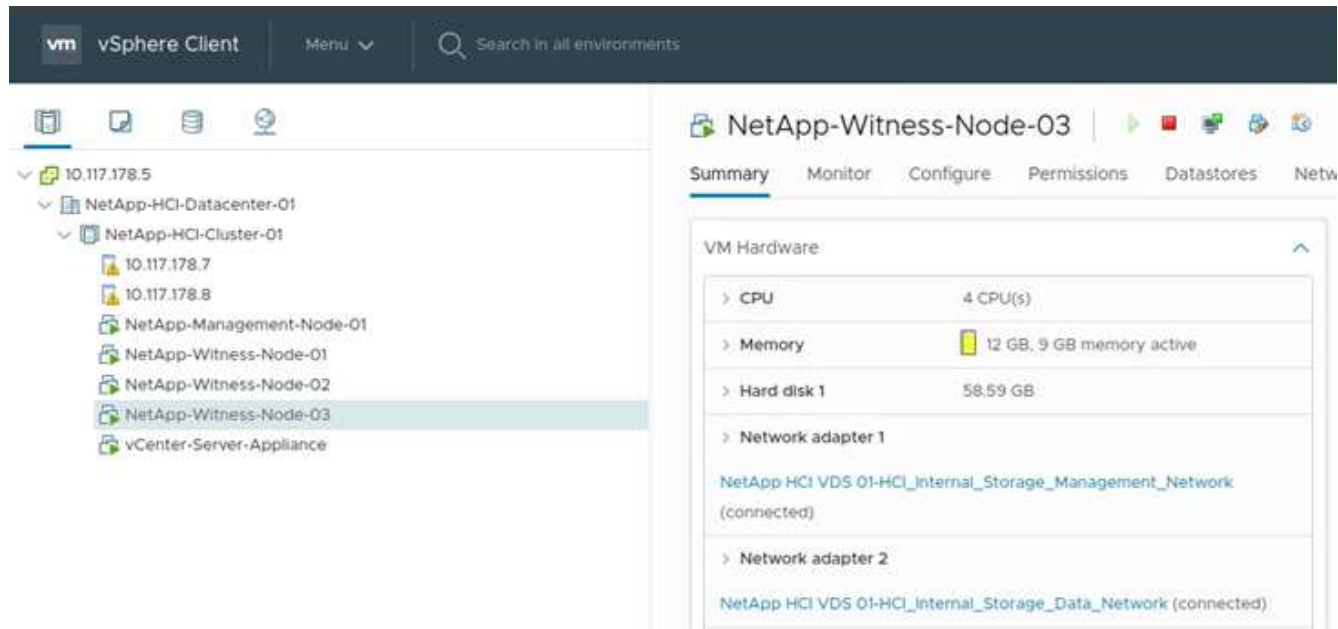 vm vSphere Client Menu Search in all environments
10.117.178.5
NetApp-HCI-Datacenter-01
NetApp-HCI-Cluster-01
10.117.178.7
10.117.178.8
NetApp-Management-Node-01
NetApp-Witness-Node-01
NetApp-Witness-Node-02
NetApp-Witness-Node-03
vCenter-Server-Appliance
NetApp-Witness-Node-03
Summary Monitor Configure Permissions Datastores Netw
VM Hardware
CPU 4 CPU(s)
Memory 12 GB, 9 GB memory active
Hard disk 1 58.59 GB
Network adapter 1
NetApp HCI VDS 01-HCI_Internal_Storage_Management_Network
(connected)
Network adapter 2
NetApp HCI VDS 01-HCI_Internal_Storage_Data_Network (connected)